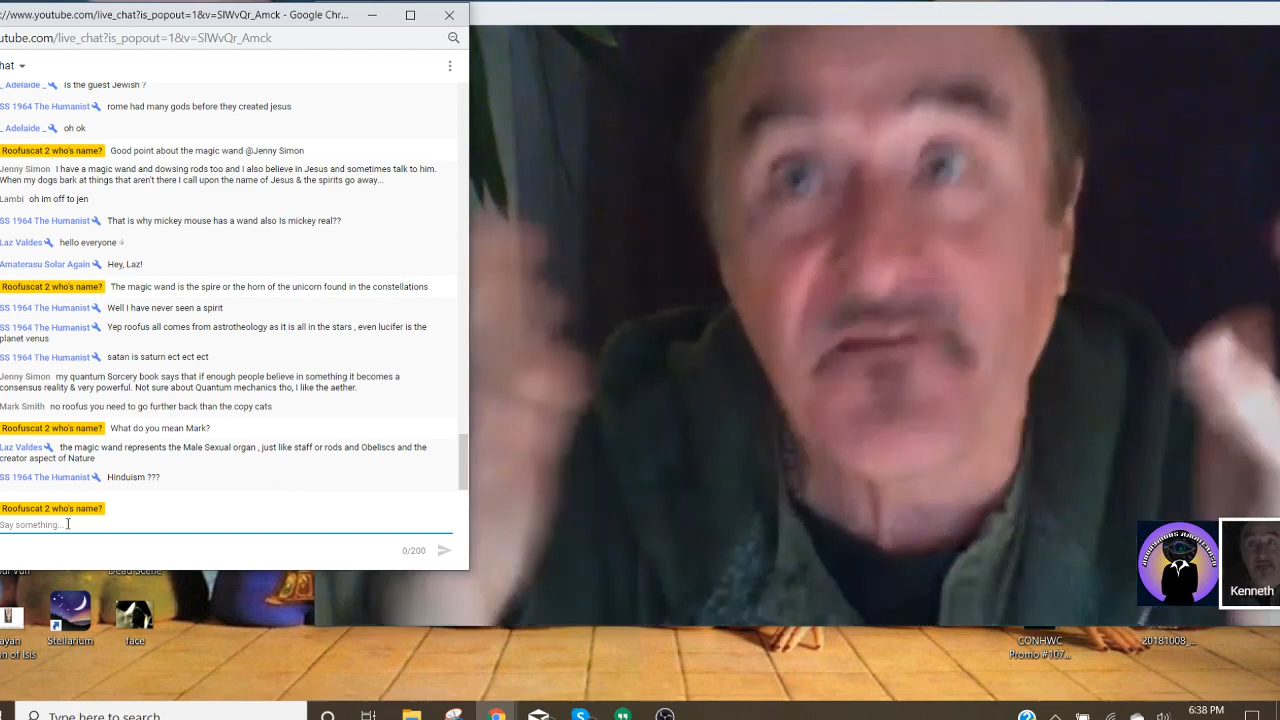 ://www.youtube.com/live_chat?is_popout=1&v=SlWvQr_Amck - Google Chr...
utube.com/live_chat?is_popout=1&v=SlWvQr_Amck
hat
_ Adelaide _ Is the guest Jewish ?
SS 1964 The Humanist rome had many gods before they created jesus
_ Adelaide _ oh ok
Roofuscat 2 who's name? Good point about the magic wand @Jenny Simon
Jenny Simon I have a magic wand and dowsing rods too and I also believe in Jesus and sometimes talk to him.
When my dogs bark at things that aren't there I call upon the name of Jesus & the spirits go away...
Lambi oh im off to jen
SS 1964 The Humanist That is why mickey mouse has a wand also Is mickey real??
Laz Valdes hello everyone
Amaterasu Solar Again Hey, Laz!
Roofuscat 2 who's name? The magic wand is the spire or the horn of the unicorn found in the constellations
SS 1964 The Humanist Well I have never seen a spirit
SS 1964 The Humanist Yep roofus all comes from astrotheology as it is all in the stars , even lucifer is the
planet venus
SS 1964 The Humanist satan is saturn ect ect ect
Jenny Simon my quantum Sorcery book says that if enough people believe in something it becomes a
consensus reality & very powerful. Not sure about Quantum mechanics tho, I like the aether.
Mark Smith no roofus you need to go further back than the copy cats
Roofuscat 2 who's name? What do you mean Mark?
Laz Valdes the magic wand represents the Male Sexual organ , just like staff or rods and Obeliscs and the
creator aspect of Nature
SS 1964 The Humanist Hinduism ???
Roofuscat 2 who's name?
Say something...
0/200
Kenneth
Stellarium
face
ayan
on of Isis
CONHWC
Promo #107...
20181008_...
Type here to search
6:38 PM